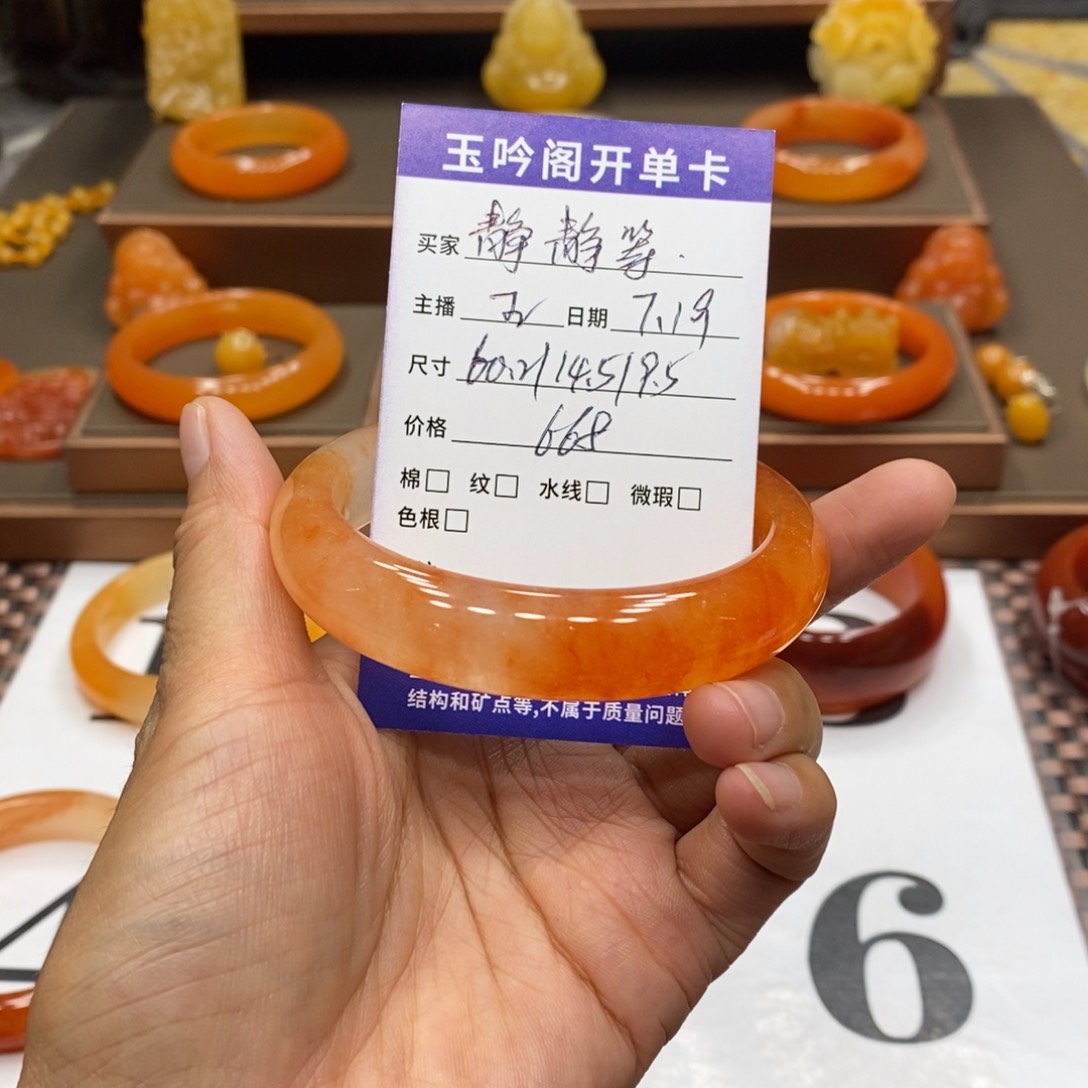 玉吟阁开单卡
买家 静静等.
主播 玉 日期 7.19
尺寸 60.2/14.5/9.5
价格 668
棉□ 纹□ 水线□ 微瑕□
色根□
结构和矿点等,不属于质量问题
6